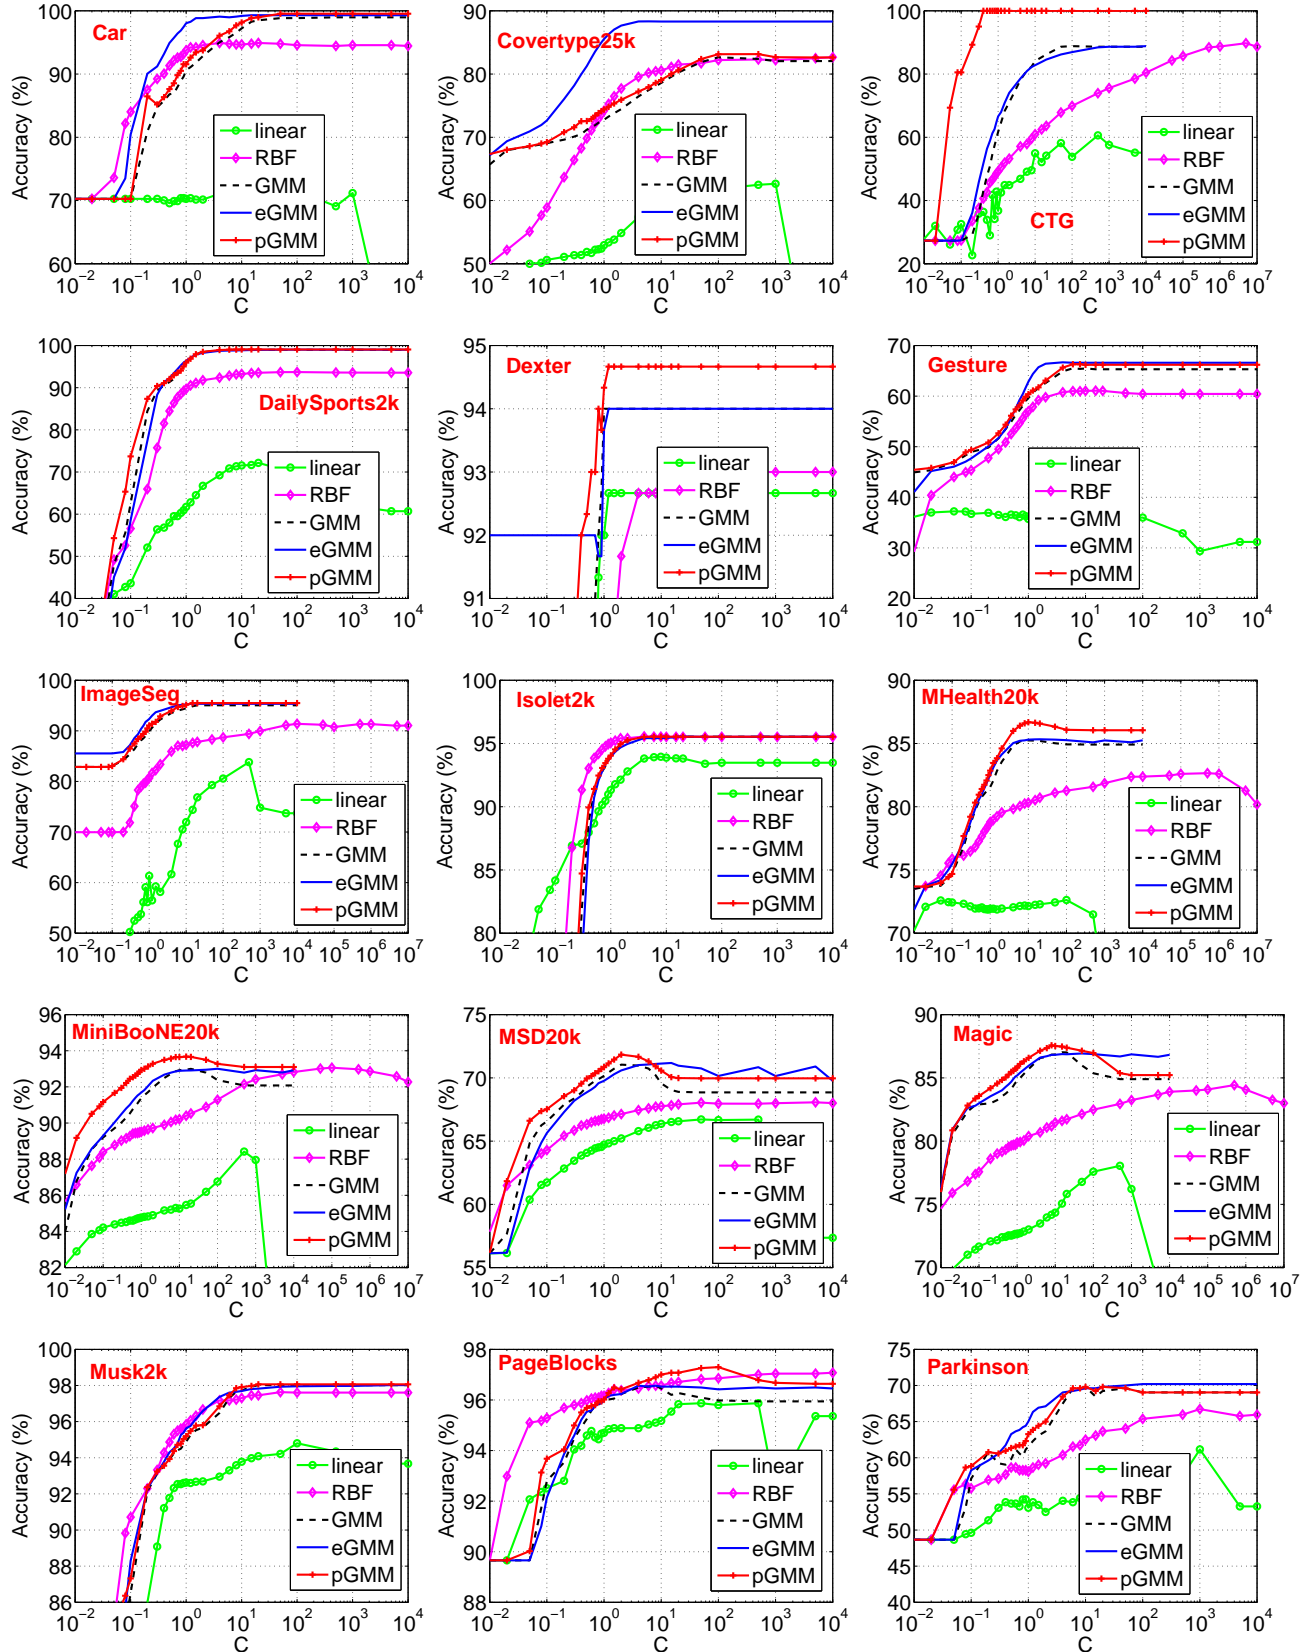 Car
Accuracy (%)
100
90
80
70
60
10^-2 10^-1 10^0 10^1 10^2 10^3 10^4
C
linear
RBF
GMM
eGMM
pGMM
Covertype25k
Accuracy (%)
90
80
70
60
50
10^-2 10^-1 10^0 10^1 10^2 10^3 10^4
C
linear
RBF
GMM
eGMM
pGMM
CTG
Accuracy (%)
100
80
60
40
20
10^-2 10^-1 10^0 10^1 10^2 10^3 10^4 10^5 10^6 10^7
C
linear
RBF
GMM
eGMM
pGMM
DailySports2k
Accuracy (%)
100
90
80
70
60
50
40
10^-2 10^-1 10^0 10^1 10^2 10^3 10^4
C
linear
RBF
GMM
eGMM
pGMM
Dexter
Accuracy (%)
95
94
93
92
91
10^-2 10^-1 10^0 10^1 10^2 10^3 10^4
C
linear
RBF
GMM
eGMM
pGMM
Gesture
Accuracy (%)
70
60
50
40
30
20
10^-2 10^-1 10^0 10^1 10^2 10^3 10^4
C
linear
RBF
GMM
eGMM
pGMM
ImageSeg
Accuracy (%)
100
90
80
70
60
50
10^-2 10^-1 10^0 10^1 10^2 10^3 10^4 10^5 10^6 10^7
C
linear
RBF
GMM
eGMM
pGMM
Isolet2k
Accuracy (%)
100
95
90
85
80
10^-2 10^-1 10^0 10^1 10^2 10^3 10^4
C
linear
RBF
GMM
eGMM
pGMM
MHealth20k
Accuracy (%)
90
85
80
75
70
10^-2 10^-1 10^0 10^1 10^2 10^3 10^4 10^5 10^6 10^7
C
linear
RBF
GMM
eGMM
pGMM
MiniBooNE20k
Accuracy (%)
96
94
92
90
88
86
84
82
10^-2 10^-1 10^0 10^1 10^2 10^3 10^4 10^5 10^6 10^7
C
linear
RBF
GMM
eGMM
pGMM
MSD20k
Accuracy (%)
75
70
65
60
55
10^-2 10^-1 10^0 10^1 10^2 10^3 10^4
C
linear
RBF
GMM
eGMM
pGMM
Magic
Accuracy (%)
90
85
80
75
70
10^-2 10^-1 10^0 10^1 10^2 10^3 10^4 10^5 10^6 10^7
C
linear
RBF
GMM
eGMM
pGMM
Musk2k
Accuracy (%)
100
98
96
94
92
90
88
86
10^-2 10^-1 10^0 10^1 10^2 10^3 10^4
C
linear
RBF
GMM
eGMM
pGMM
PageBlocks
Accuracy (%)
98
96
94
92
90
88
10^-2 10^-1 10^0 10^1 10^2 10^3 10^4
C
linear
RBF
GMM
eGMM
pGMM
Parkinson
Accuracy (%)
75
70
65
60
55
50
45
40
10^-2 10^-1 10^0 10^1 10^2 10^3 10^4
C
linear
RBF
GMM
eGMM
pGMM